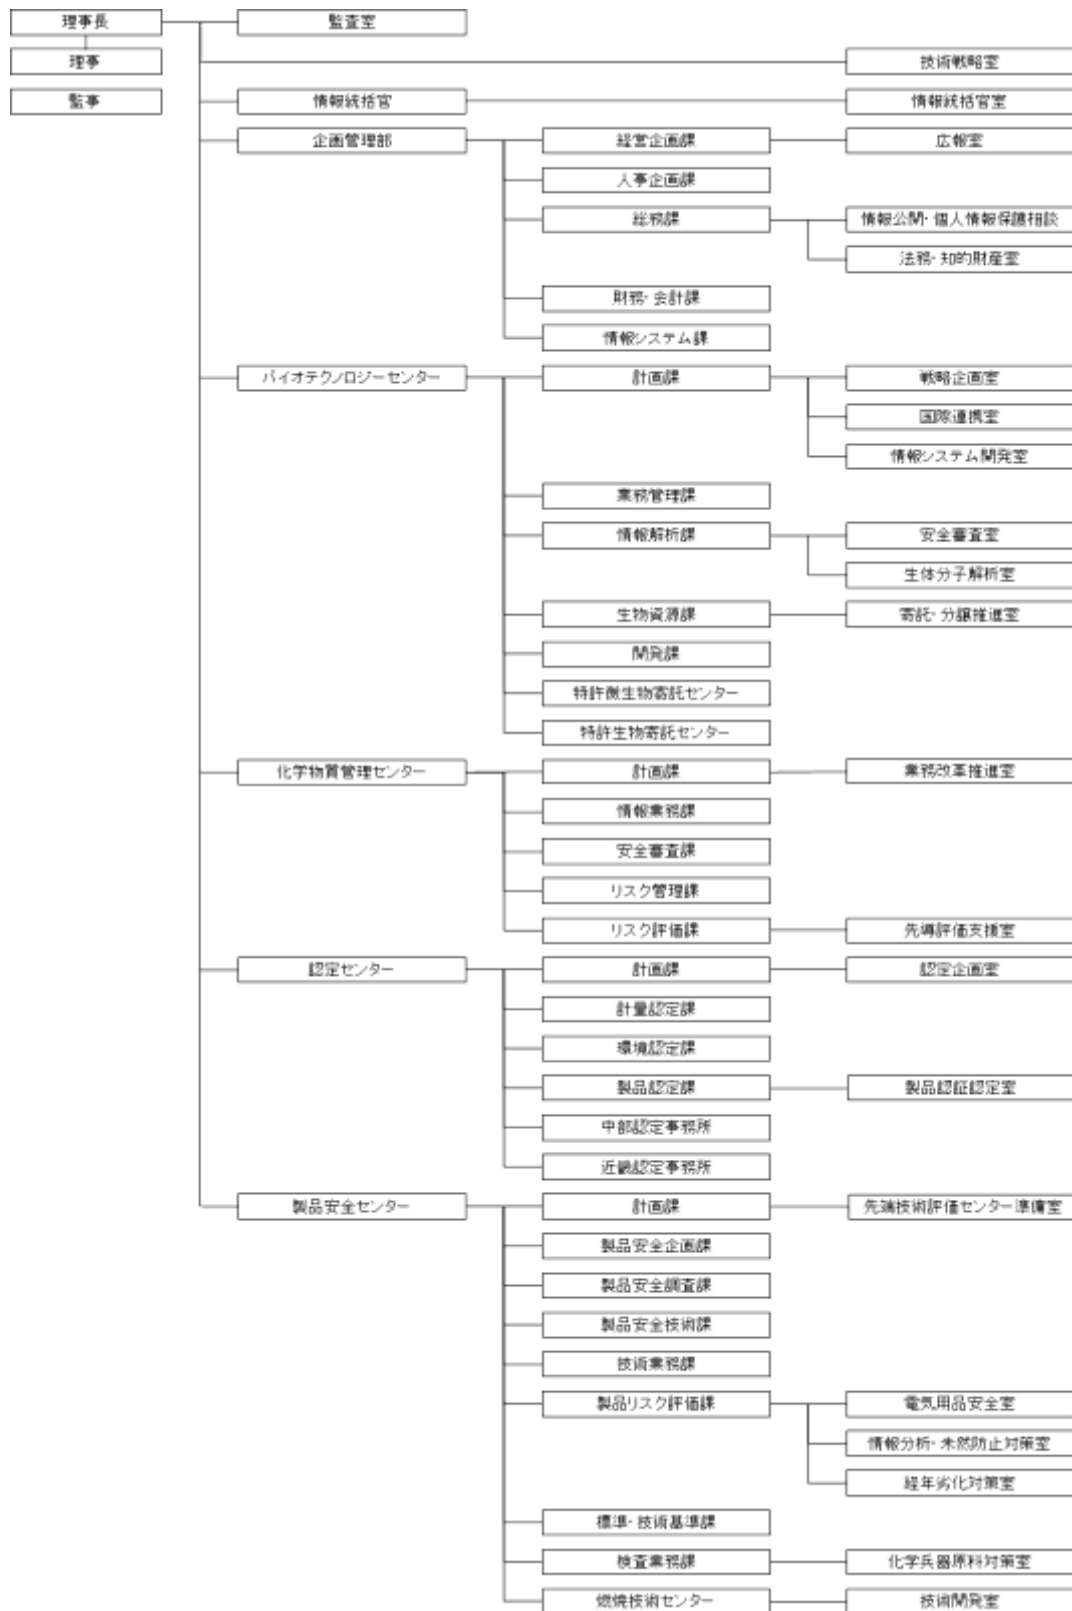 理事長 監査室
理事 技術戦略室
監事 情報統括官 情報統括官室
企画管理部 経営企画課 広報室
人事企画課
総務課 情報公開・個人情報保護相談
法務・知的財産室
財務・会計課
情報システム課
バイオテクノロジーセンター 計画課 戦略企画室
国際連携室
情報システム開発室
業務管理課
情報解析課 安全審査室
生体分子解析室
生物資源課 寄託・分譲推進室
開発課
特許微生物寄託センター
特許生物寄託センター
化学物質管理センター 計画課 業務改革推進室
情報業務課
安全審査課
リスク管理課
リスク評価課 先導評価支援室
認定センター 計画課 認定企画室
計量認定課
環境認定課
製品認定課 製品認証認定室
中部認定事務所
近畿認定事務所
製品安全センター 計画課 先端技術評価センター準備室
製品安全企画課
製品安全調査課
製品安全技術課
技術業務課
製品リスク評価課 電気用品安全室
情報分析・未然防止対策室
経年劣化対策室
標準・技術基準課
検査業務課 化学兵器原料対策室
燃焼技術センター 技術開発室